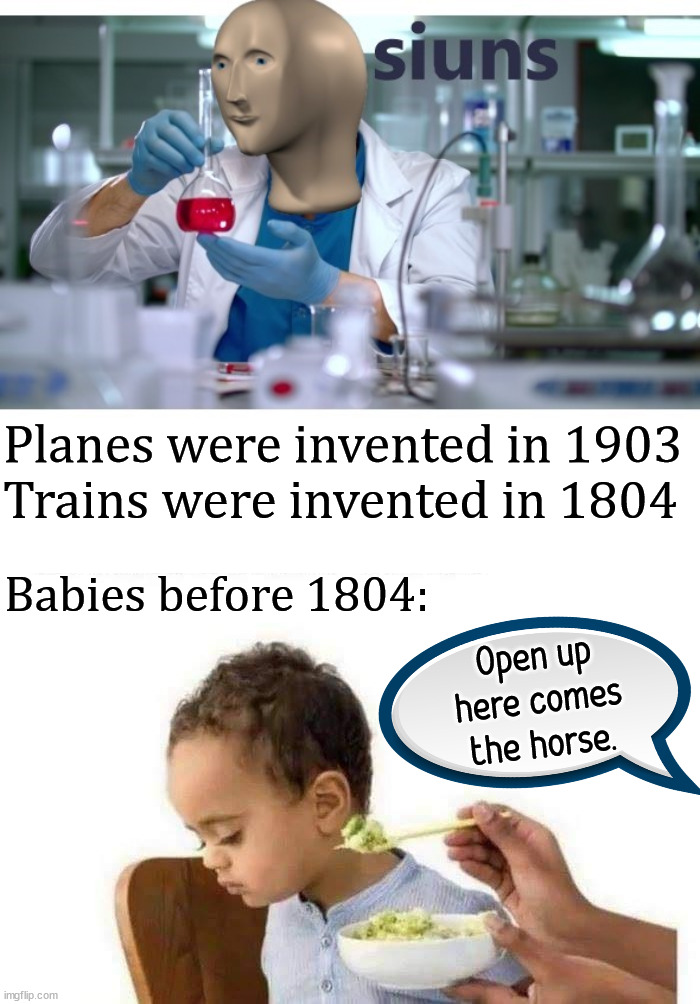 siuns
Planes were invented in 1903
Trains were invented in 1804
Babies before 1804:
Open up
here comes
the horse.
imgflip.com